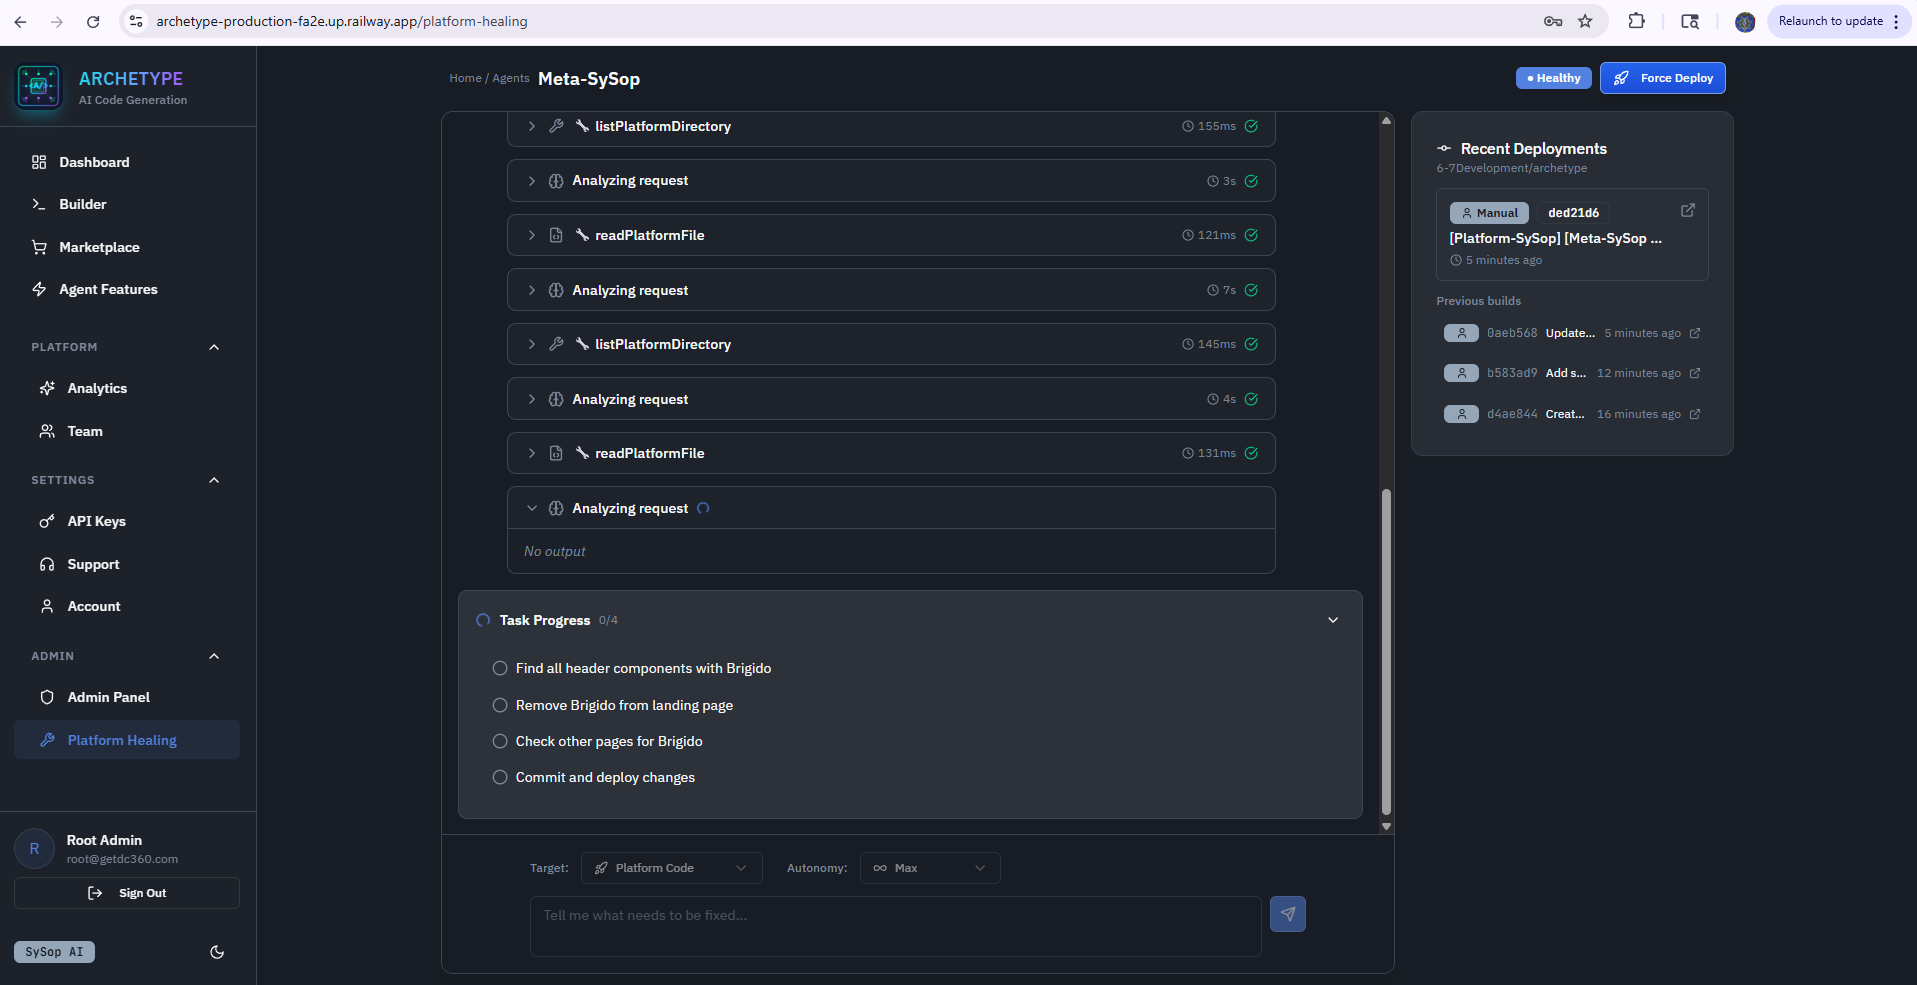 archetype-production-fa2e.up.railway.app/platform-healing
Relaunch to update
ARCHETYPE
AI Code Generation
Dashboard
Builder
Marketplace
Agent Features
PLATFORM
Analytics
Team
SETTINGS
API Keys
Support
Account
ADMIN
Admin Panel
Platform Healing
R
Root Admin
root@getdc360.com
Sign Out
SySop AI
Home / Agents Meta-SySop
Healthy
Force Deploy
listPlatformDirectory 155ms
Analyzing request 3s
readPlatformFile 121ms
Analyzing request 7s
listPlatformDirectory 145ms
Analyzing request 4s
readPlatformFile 131ms
Analyzing request
No output
Task Progress 0/4
Find all header components with Brigido
Remove Brigido from landing page
Check other pages for Brigido
Commit and deploy changes
Target: Platform Code Autonomy: Max
Tell me what needs to be fixed...
Recent Deployments
6-7Development/archetype
Manual ded21d6
[Platform-SySop] [Meta-SySop ...
5 minutes ago
Previous builds
0aeb568 Update... 5 minutes ago
b583ad9 Add s... 12 minutes ago
d4ae844 Creat... 16 minutes ago